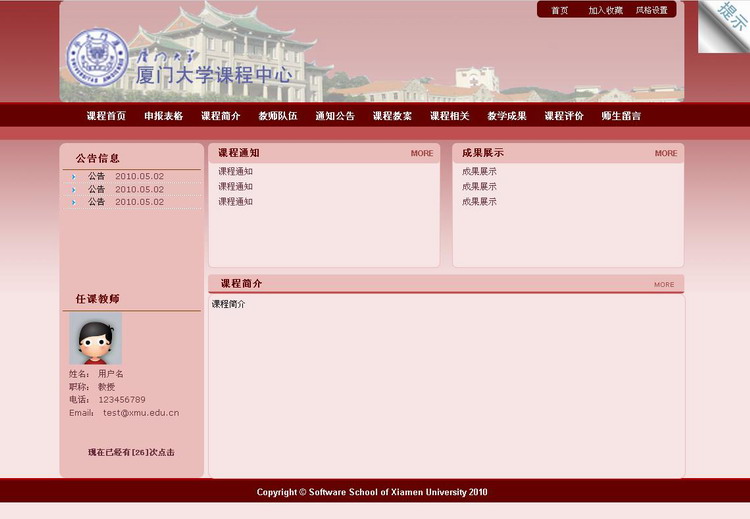 首页 加入收藏 风格设置
提示
厦门大学
厦门大学课程中心
课程首页 申报表格 课程简介 教师队伍 通知公告 课程教案 课程相关 教学成果 课程评价 师生留言
公告信息
公告 2010.05.02
公告 2010.05.02
公告 2010.05.02
课程通知 MORE
课程通知
课程通知
课程通知
成果展示 MORE
成果展示
成果展示
成果展示
任课教师
姓名： 用户名
职称： 教授
电话： 123456789
Email： test@xmu.edu.cn
现在已经有[26]次点击
课程简介 MORE
课程简介
Copyright © Software School of Xiamen University 2010